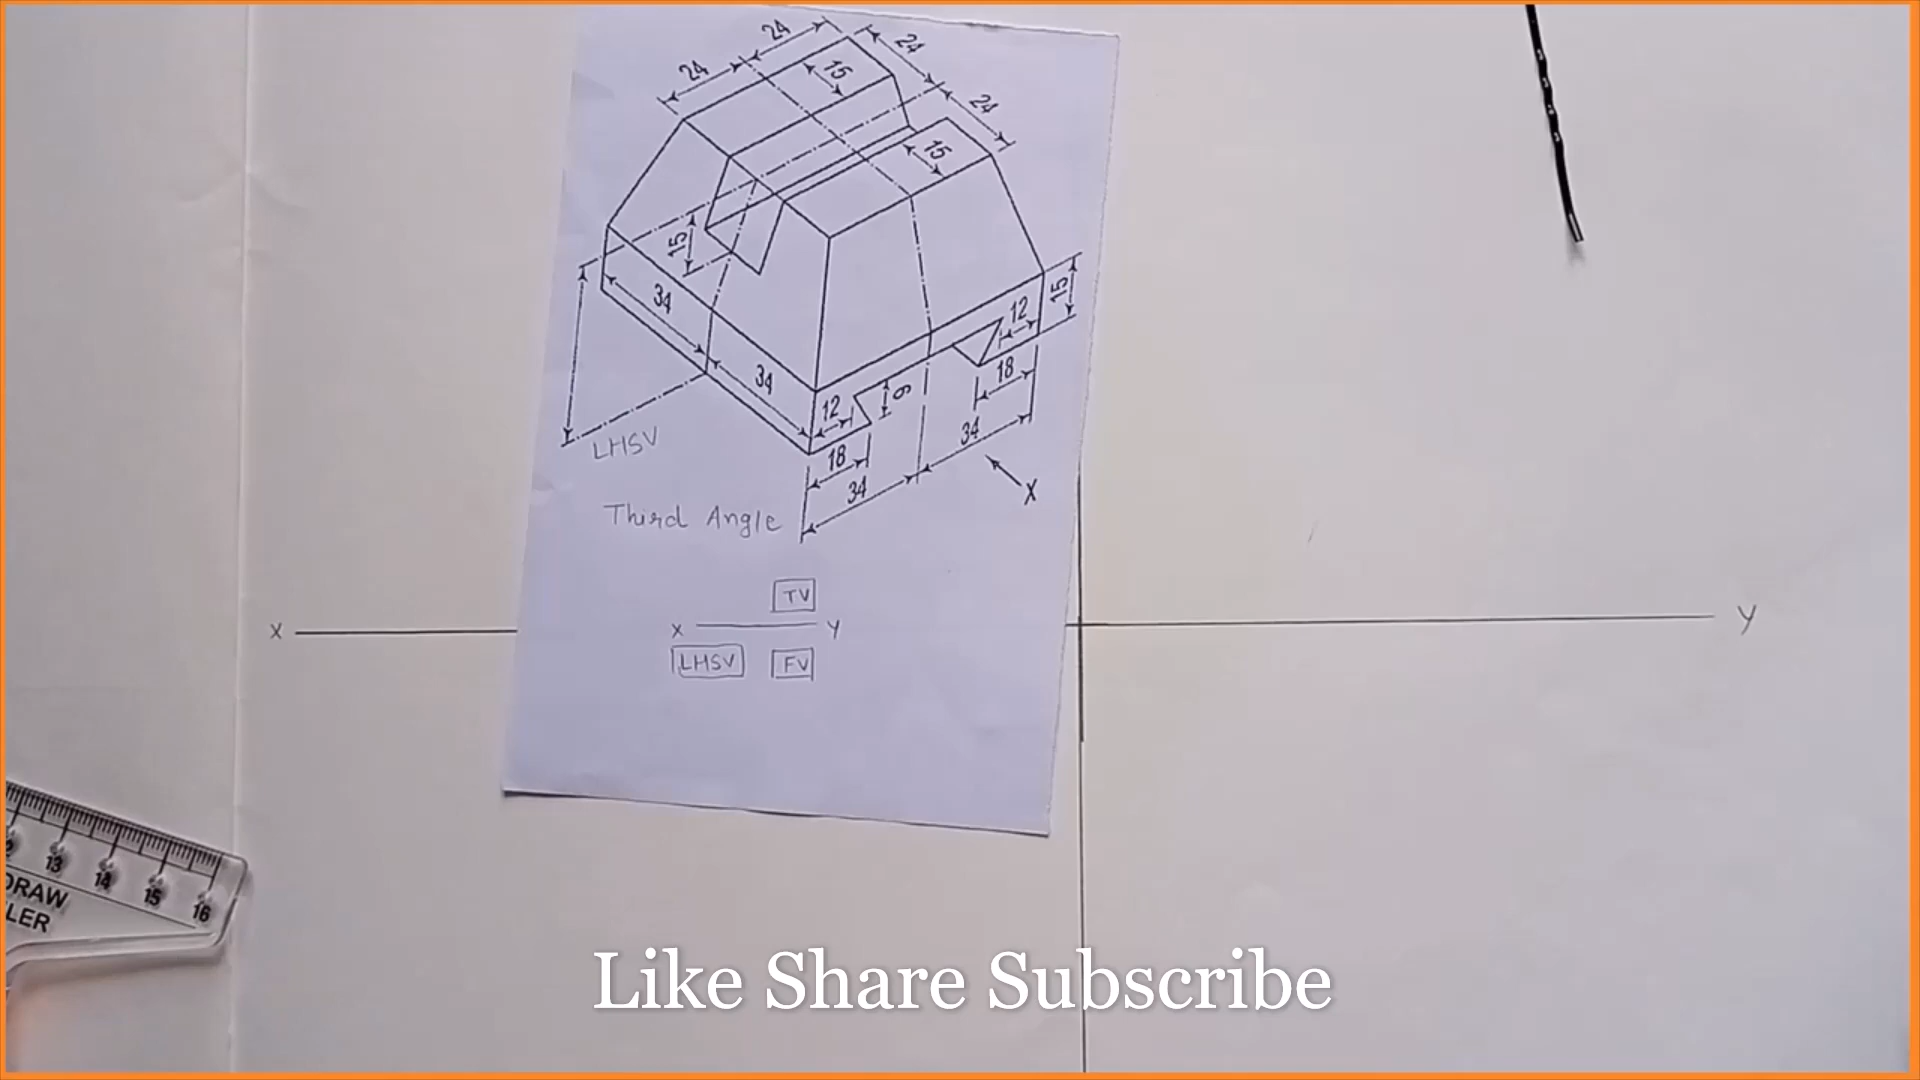 24
24
24
24
15
15
15
34
34
12
15
18
12
9
18
34
34
X
LHSV
Third Angle
TV
X Y
LHSV FV
X Y
13 14 15 16
DRAW
LER
Like Share Subscribe